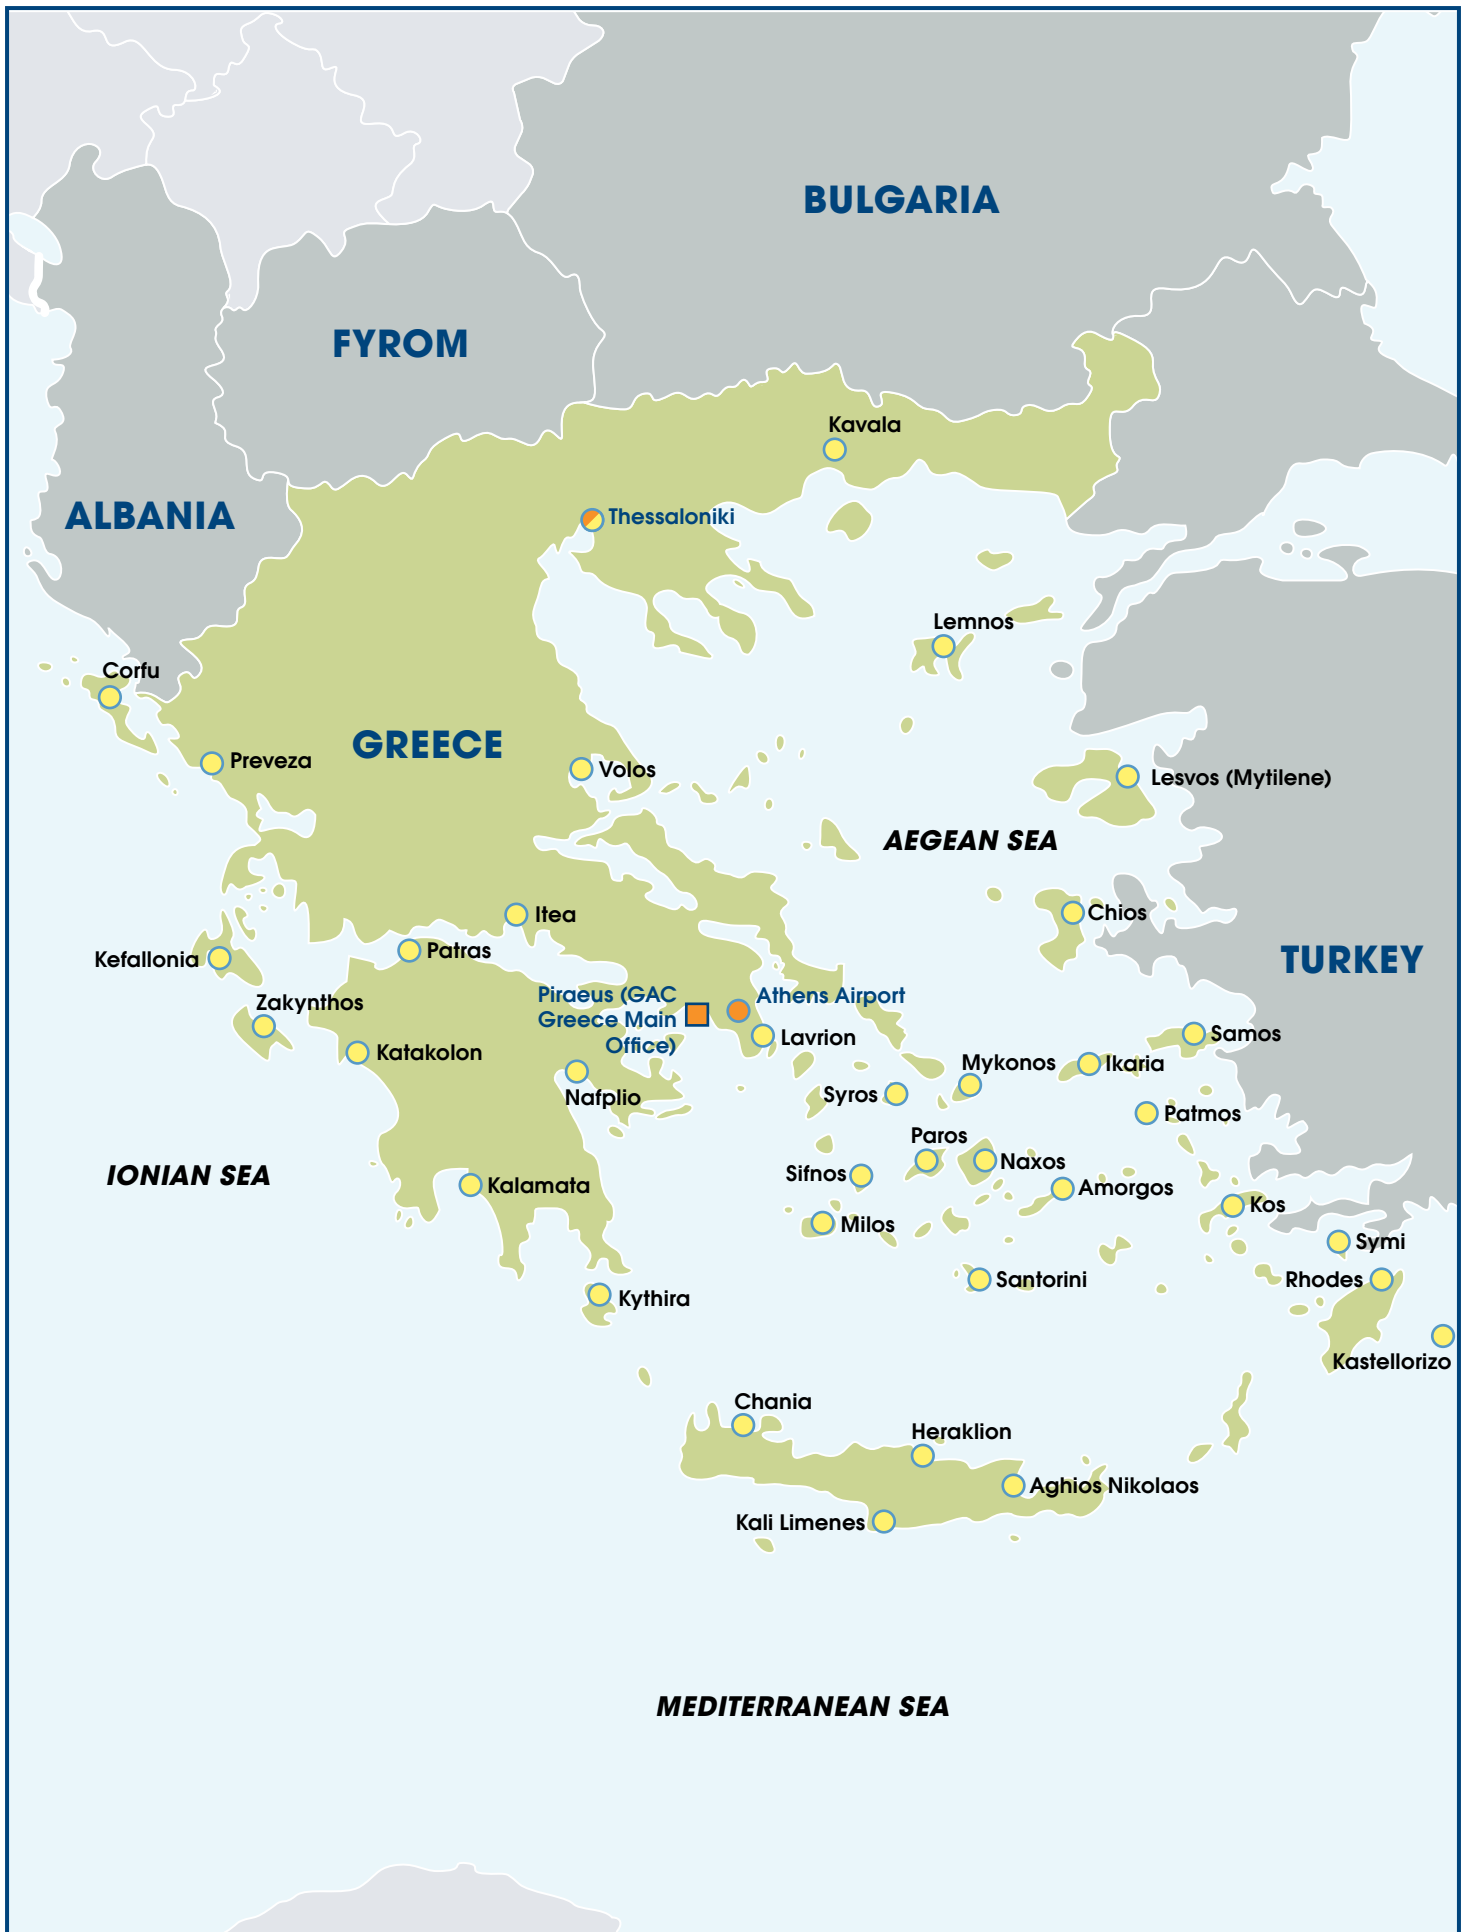 BULGARIA
FYROM
Kavala
ALBANIA
Thessaloniki
Lemnos
Corfu
GREECE
Preveza
Volos
Lesvos (Mytilene)
AEGEAN SEA
Itea
Chios
Patras
Kefallonia
TURKEY
Zakynthos
Piraeus (GAC
Greece Main
Office)
Athens Airport
Lavrion
Samos
Katakolon
Mykonos
Ikaria
Nafplio
Syros
Patmos
Paros
IONIAN SEA
Sifnos
Naxos
Kalamata
Amorgos
Kos
Milos
Symi
Santorini
Rhodes
Kythira
Kastellorizo
Chania
Heraklion
Aghios Nikolaos
Kali Limenes
MEDITERRANEAN SEA